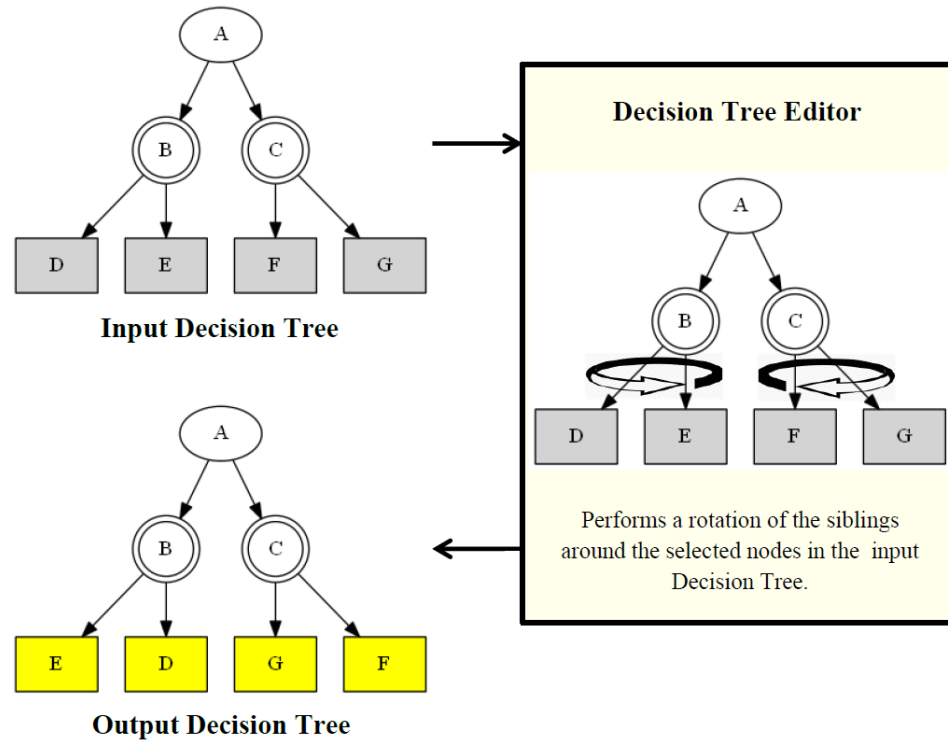 A
B
C
D
E
F
G
Input Decision Tree
Decision Tree Editor
A
B
C
D
E
F
G
Performs a rotation of the siblings
around the selected nodes in the input
Decision Tree.
A
B
C
E
D
G
F
Output Decision Tree